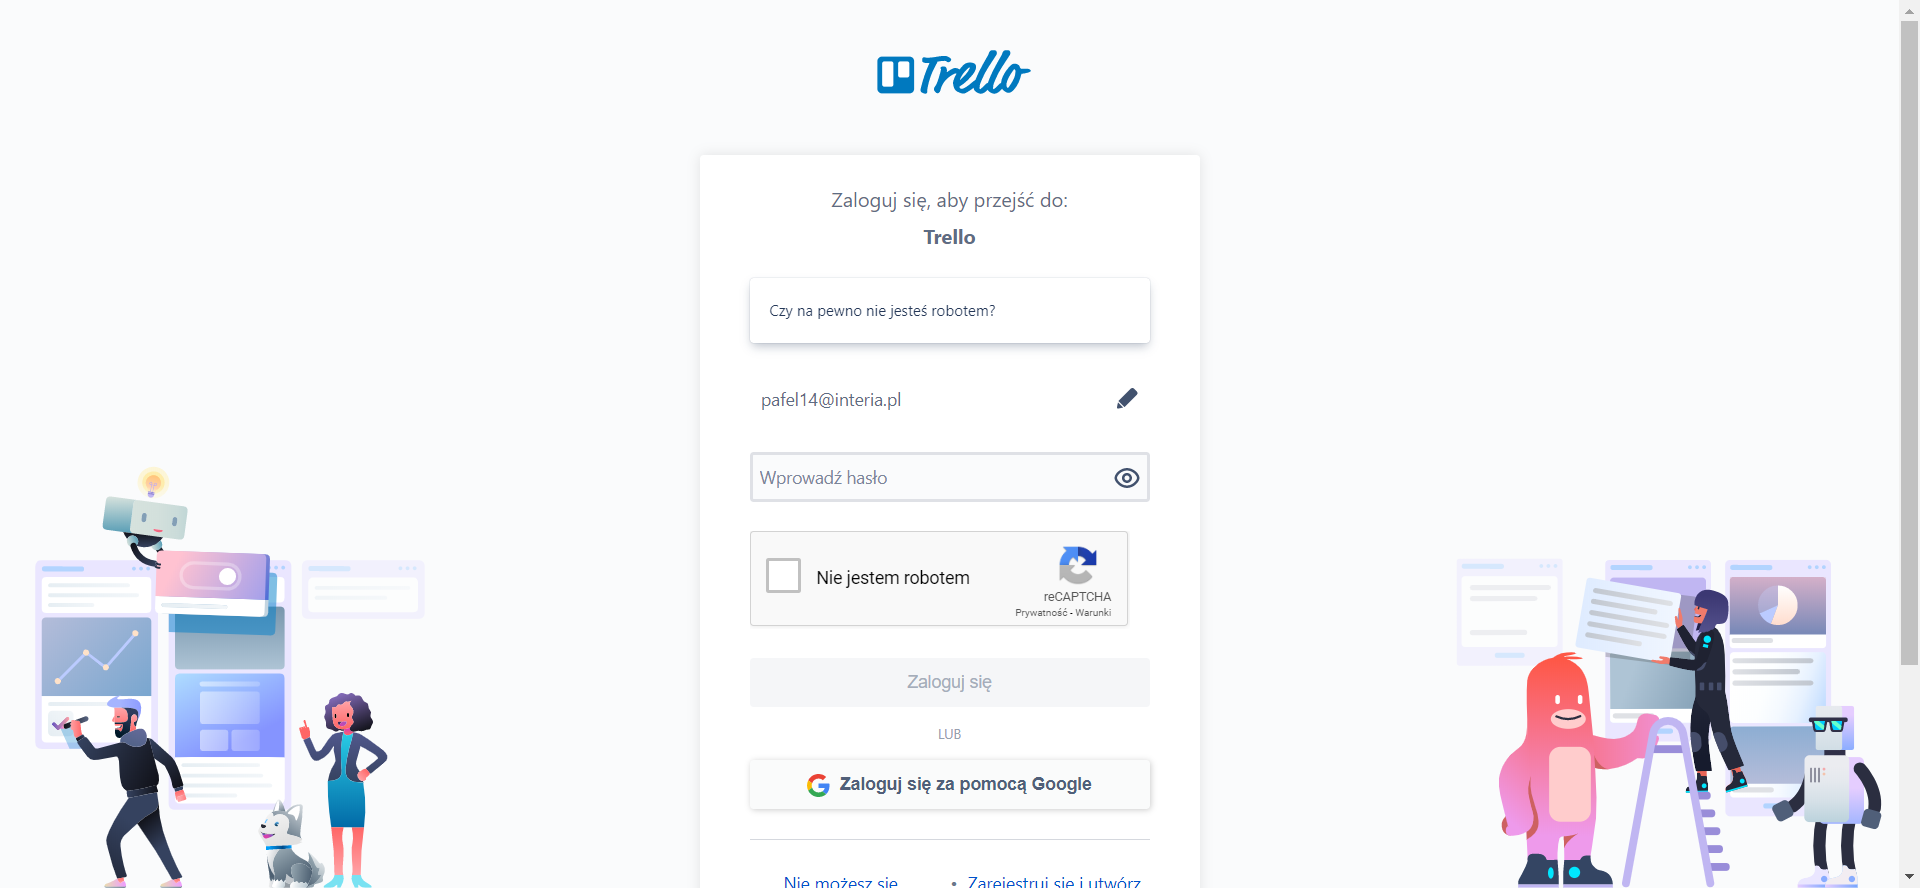 Trello
Zaloguj się, aby przejść do:
Trello
Czy na pewno nie jesteś robotem?
pafel14@interia.pl
Wprowadź hasło
Nie jestem robotem
reCAPTCHA
Prywatność - Warunki
Zaloguj się
LUB
Zaloguj się za pomocą Google
Nie możesz się • Zarejestruj się i utwórz